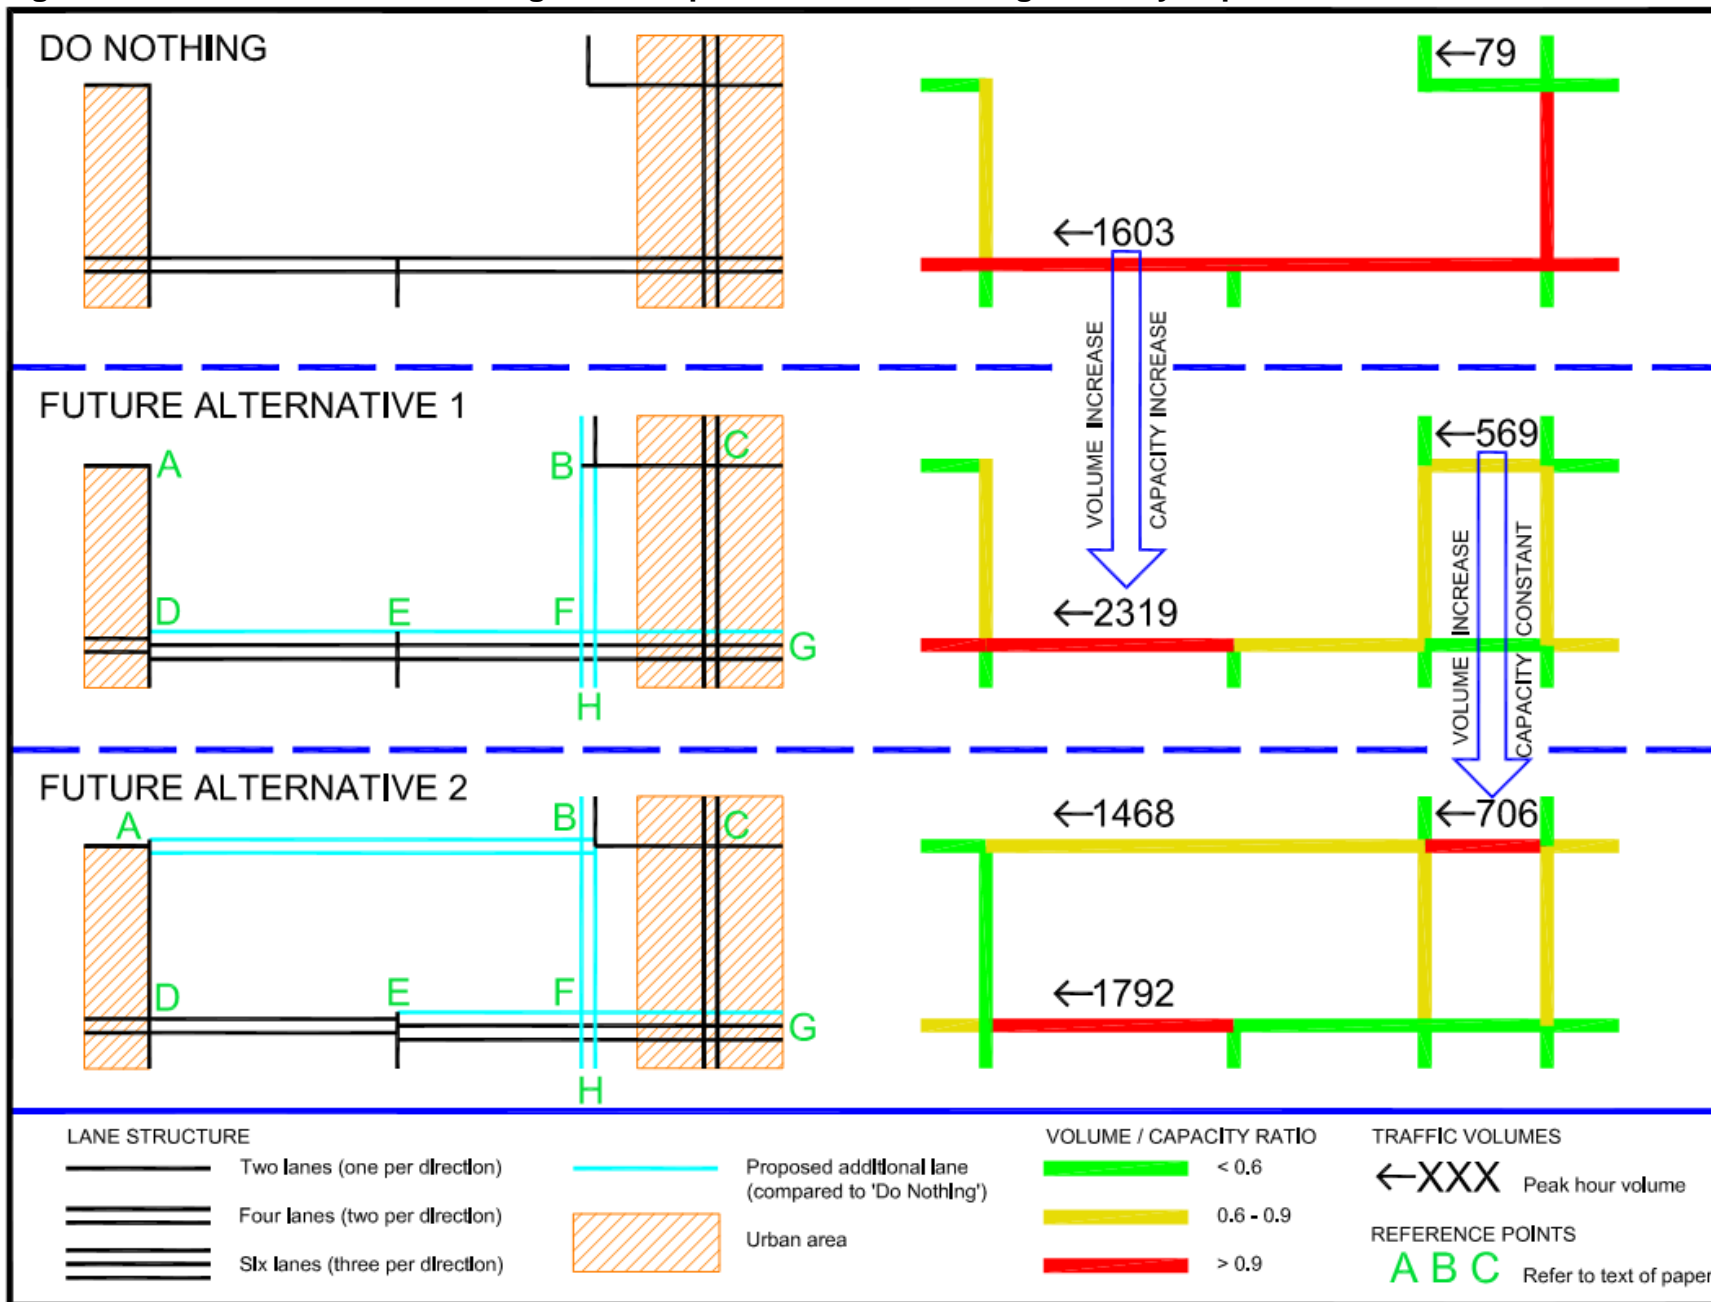 DO NOTHING
←79
←1603
VOLUME INCREASE
CAPACITY INCREASE
FUTURE ALTERNATIVE 1
A
B
C
D
E
F
G
H
←569
←2319
VOLUME INCREASE
CAPACITY CONSTANT
FUTURE ALTERNATIVE 2
A
B
C
D
E
F
G
H
←1468
←706
←1792
LANE STRUCTURE
Two lanes (one per direction)
Four lanes (two per direction)
Six lanes (three per direction)
Proposed additional lane
(compared to 'Do Nothing')
Urban area
VOLUME / CAPACITY RATIO
< 0.6
0.6 - 0.9
> 0.9
TRAFFIC VOLUMES
←XXX Peak hour volume
REFERENCE POINTS
A B C Refer to text of paper